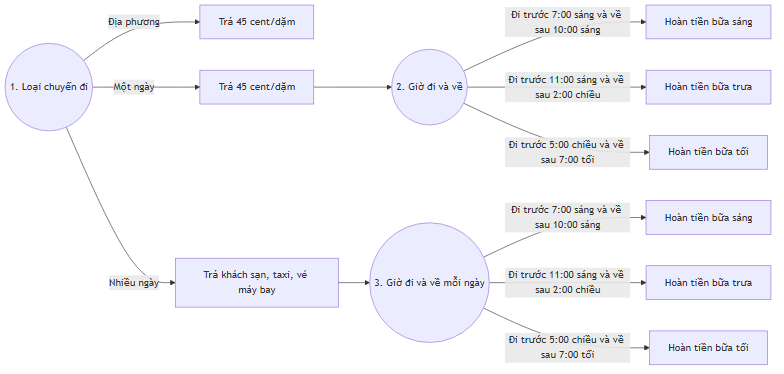 Địa phương
Trả 45 cent/dặm
1. Loại chuyến đi
Một ngày
Trả 45 cent/dặm
2. Giờ đi và về
Đi trước 7:00 sáng và về
sau 10:00 sáng
Hoàn tiền bữa sáng
Đi trước 11:00 sáng và về
sau 2:00 chiều
Hoàn tiền bữa trưa
Đi trước 5:00 chiều và về
sau 7:00 tối
Hoàn tiền bữa tối
Nhiều ngày
Trả khách sạn, taxi, vé
máy bay
3. Giờ đi và về mỗi ngày
Đi trước 7:00 sáng và về
sau 10:00 sáng
Hoàn tiền bữa sáng
Đi trước 11:00 sáng và về
sau 2:00 chiều
Hoàn tiền bữa trưa
Đi trước 5:00 chiều và về
sau 7:00 tối
Hoàn tiền bữa tối